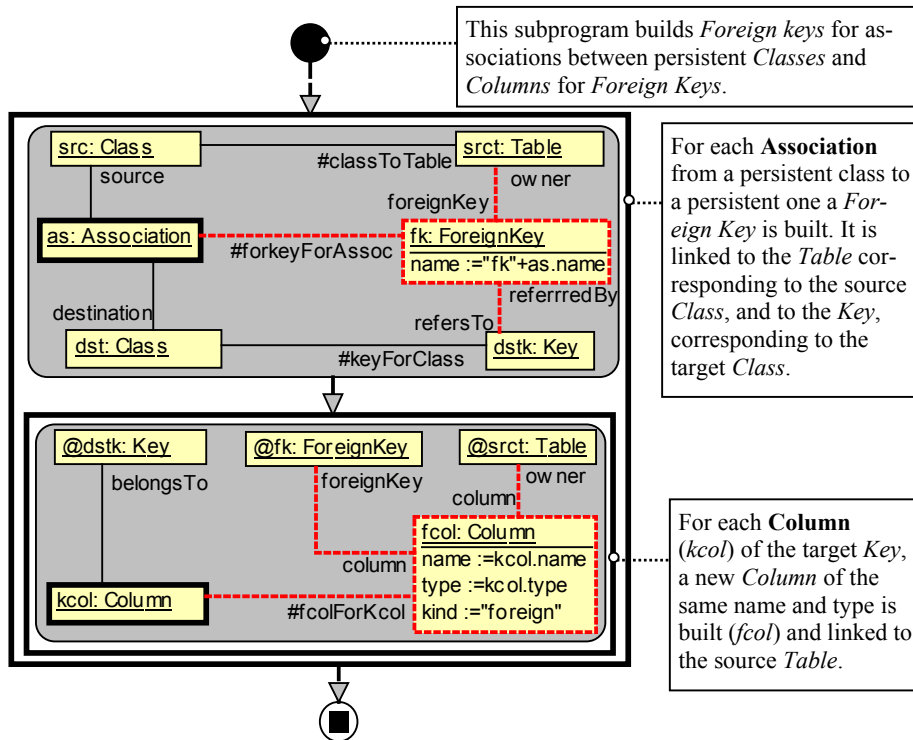 This subprogram builds Foreign keys for as-
sociations between persistent Classes and
Columns for Foreign Keys.
src: Class
srct: Table
#classToTable
source
owner
foreignKey
as: Association
fk: ForeignKey
#forkeyForAssoc
name :="fk"+as.name
referrredBy
destination
refersTo
dst: Class
dstk: Key
#keyForClass
For each Association
from a persistent class to
a persistent one a For-
eign Key is built. It is
linked to the Table cor-
responding to the source
Class, and to the Key,
corresponding to the
target Class.
@dstk: Key
@fk: ForeignKey
@srct: Table
belongsTo
foreignKey
owner
column
fcol: Column
name :=kcol.name
column
type :=kcol.type
kcol: Column
#fcolForKcol
kind :="foreign"
For each Column
(kcol) of the target Key,
a new Column of the
same name and type is
built (fcol) and linked to
the source Table.